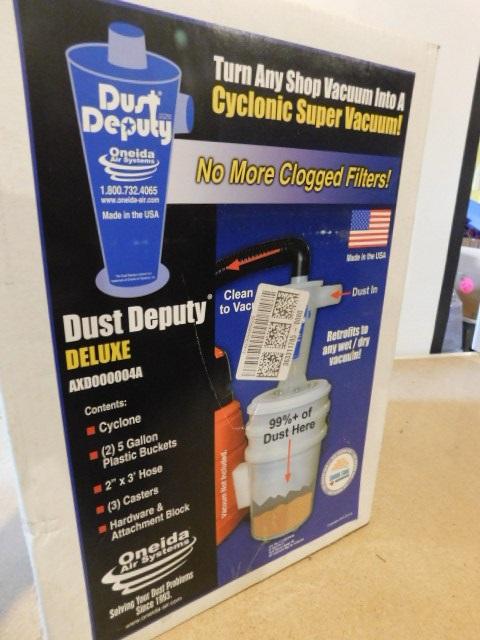 Turn Any Shop Vacuum Into A
Cyclonic Super Vacuum!
Dust®
Deputy
Oneida
Air Systems
1.800.732.4065
www.oneida-air.com
Made in the USA
No More Clogged Filters!
Made in the USA
Dust In
Clean
to Vac
Retrofits to
any wet / dry
vacuum!
Dust Deputy®
DELUXE
AXD000004A
Contents:
Cyclone
(2) 5 Gallon
Plastic Buckets
2" x 3' Hose
(3) Casters
Hardware &
Attachment Block
99%+ of
Dust Here
Vacuum Not Included.
Oneida
Air Systems
Solving Your Dust Problems
Since 1993.
www.oneida-air.com